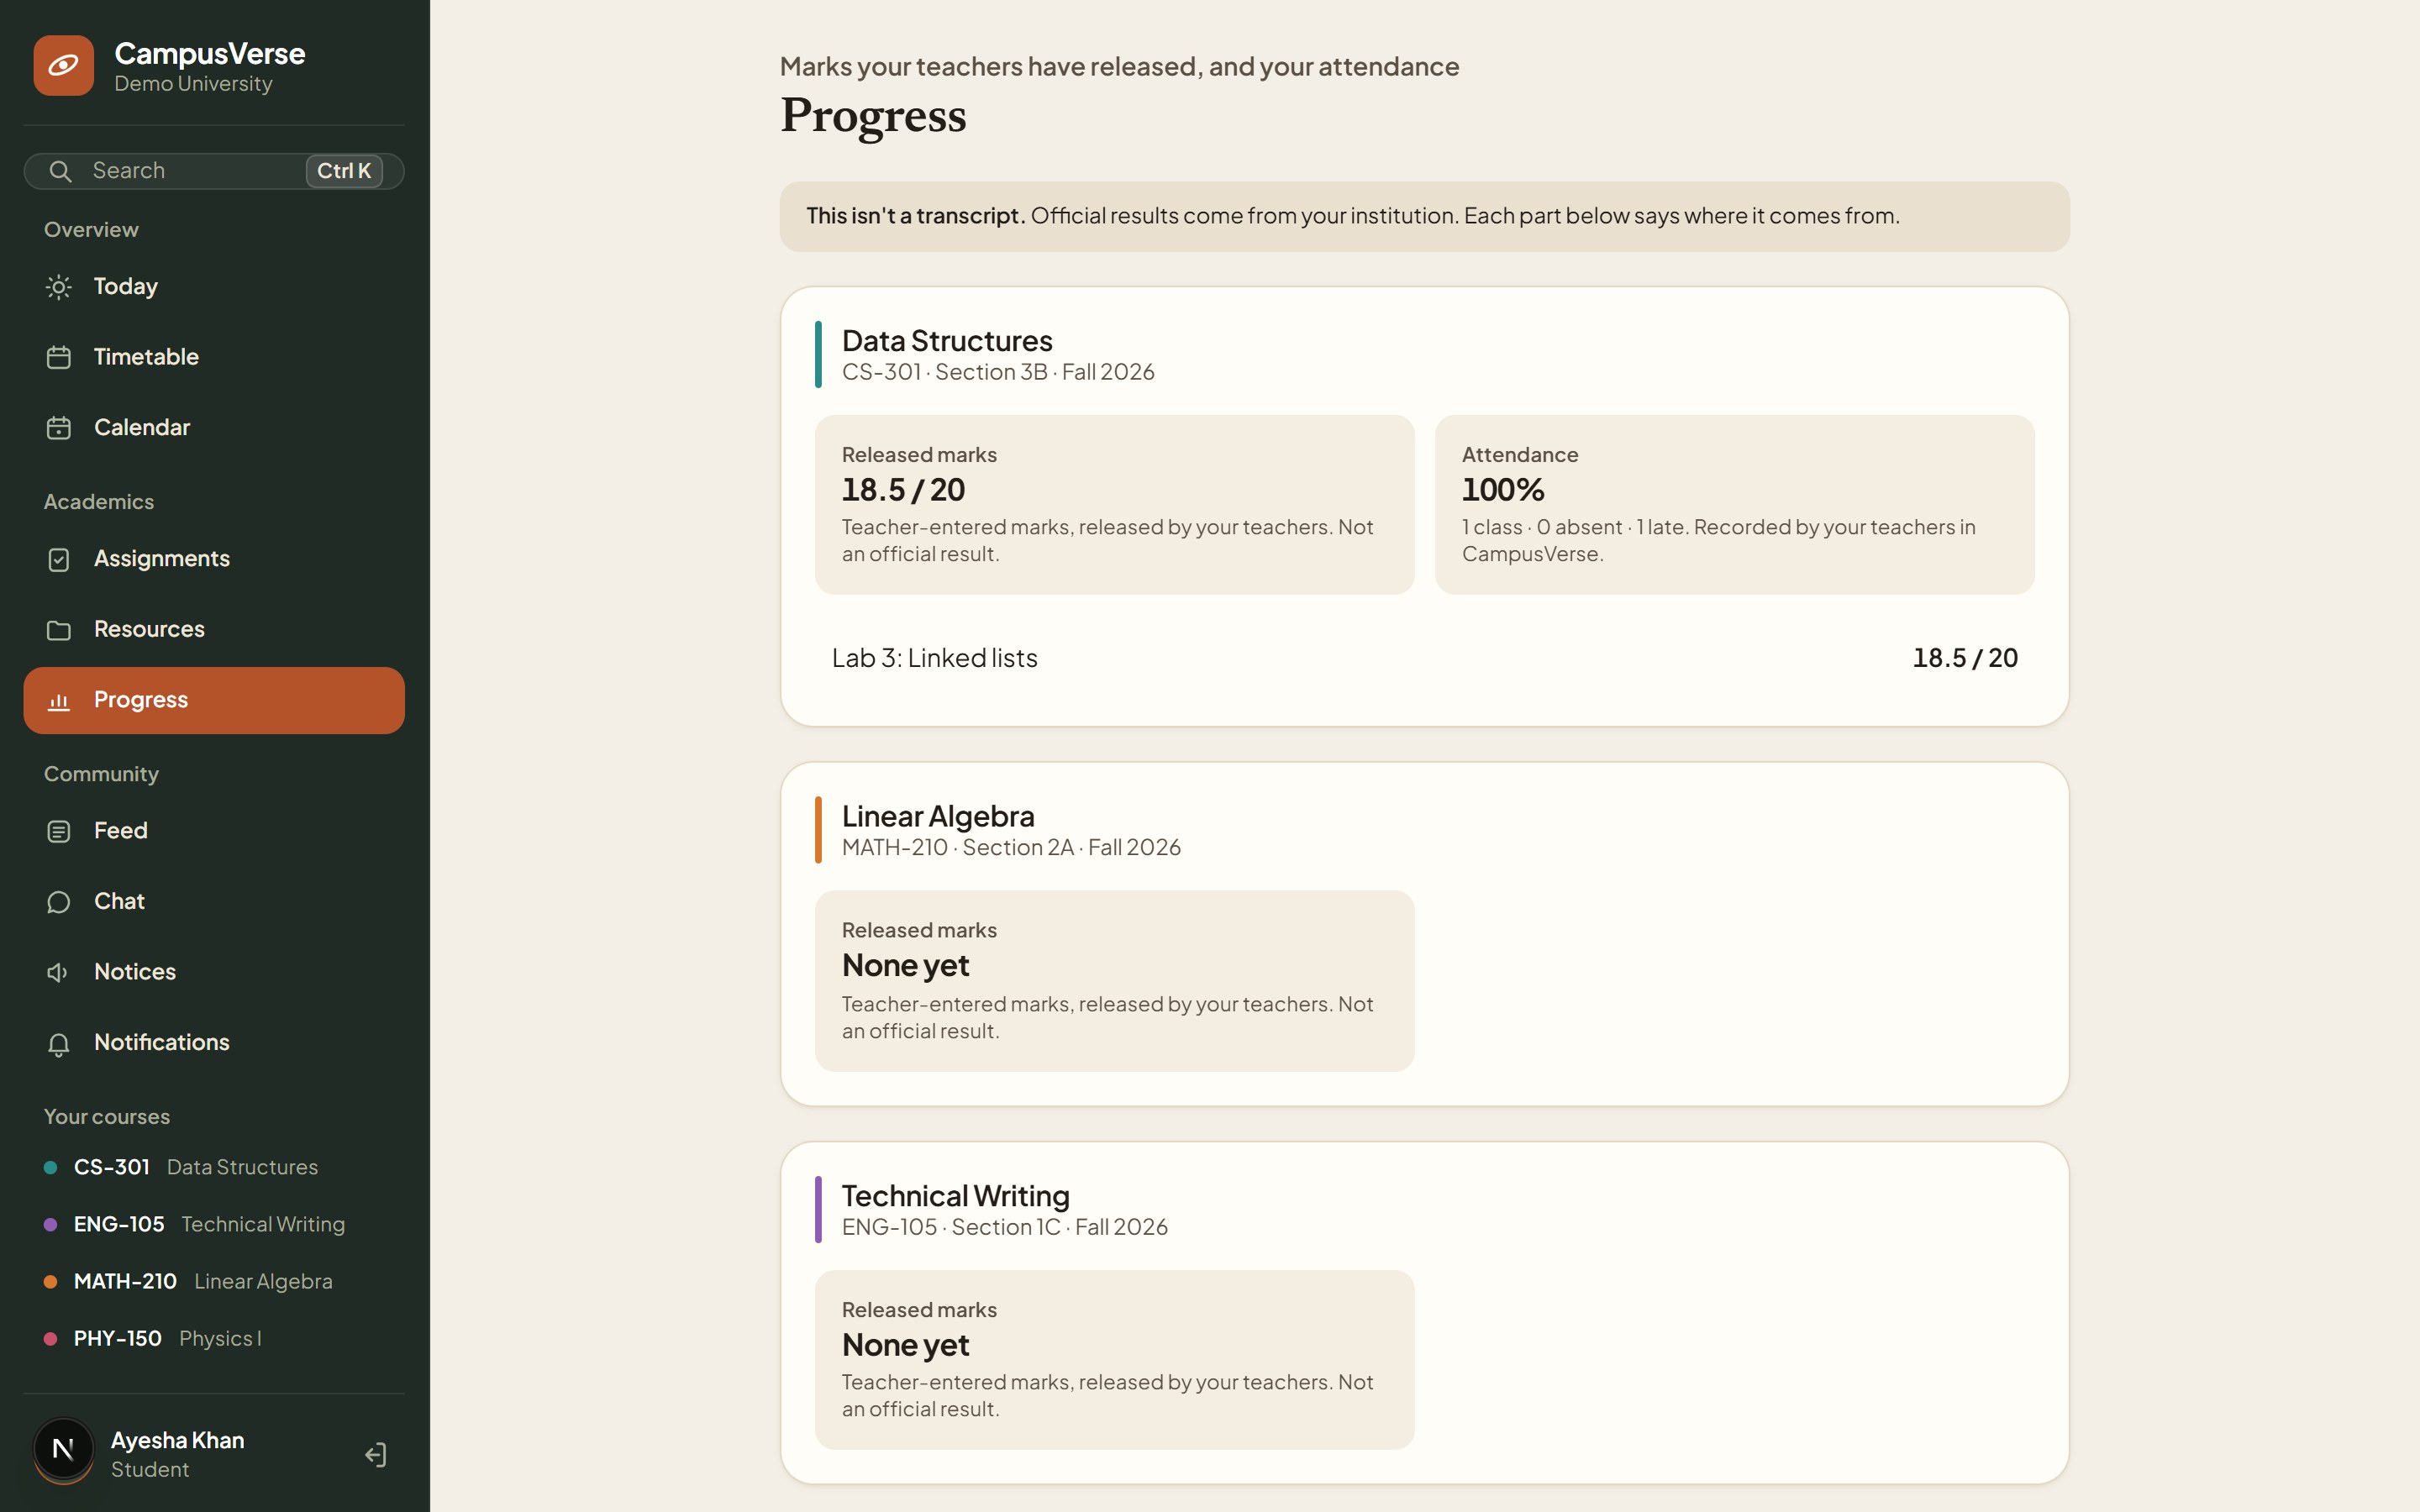 CampusVerse
Demo University
Search
Ctrl K
Overview
Today
Timetable
Calendar
Academics
Assignments
Resources
Progress
Community
Feed
Chat
Notices
Notifications
Your courses
CS-301 Data Structures
ENG-105 Technical Writing
MATH-210 Linear Algebra
PHY-150 Physics I
N
Ayesha Khan
Student
Marks your teachers have released, and your attendance
Progress
This isn't a transcript. Official results come from your institution. Each part below says where it comes from.
Data Structures
CS-301 · Section 3B · Fall 2026
Released marks
18.5 / 20
Teacher-entered marks, released by your teachers. Not
an official result.
Attendance
100%
1 class · 0 absent · 1 late. Recorded by your teachers in
CampusVerse.
Lab 3: Linked lists
18.5 / 20
Linear Algebra
MATH-210 · Section 2A · Fall 2026
Released marks
None yet
Teacher-entered marks, released by your teachers. Not
an official result.
Technical Writing
ENG-105 · Section 1C · Fall 2026
Released marks
None yet
Teacher-entered marks, released by your teachers. Not
an official result.